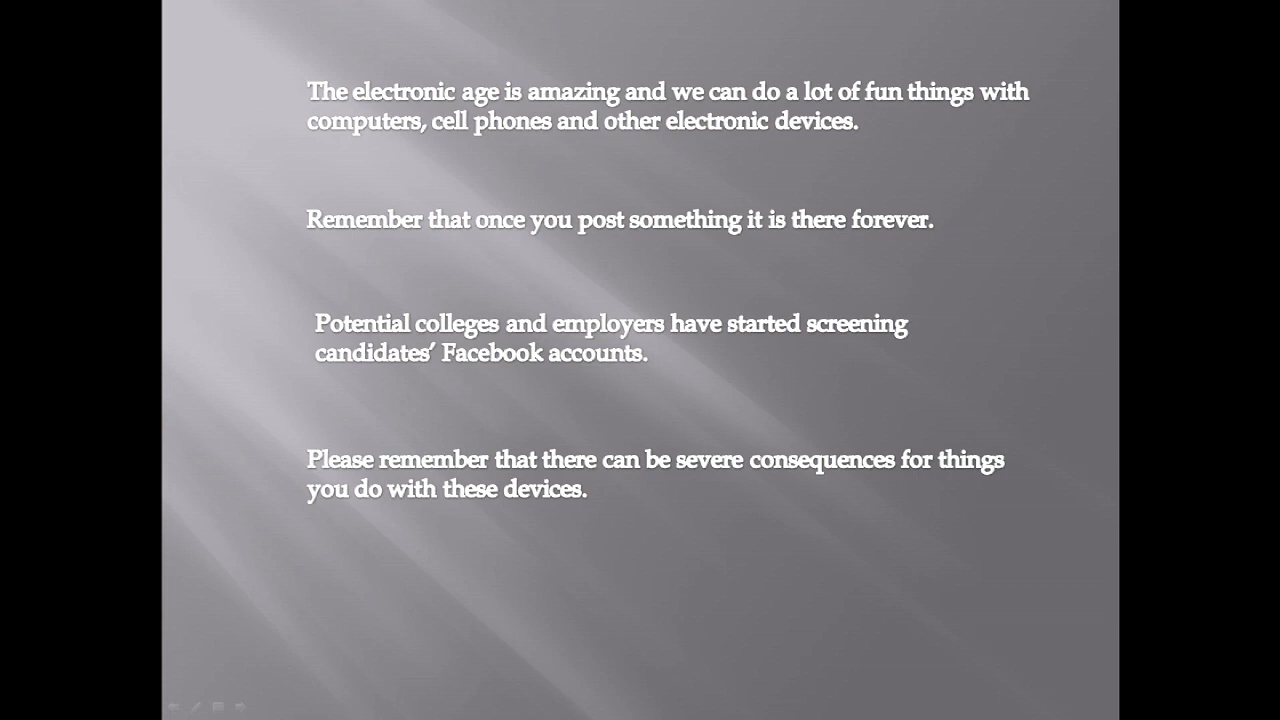 The electronic age is amazing and we can do a lot of fun things with
computers, cell phones and other electronic devices.
Remember that once you post something it is there forever.
Potential colleges and employers have started screening
candidates’ Facebook accounts.
Please remember that there can be severe consequences for things
you do with these devices.